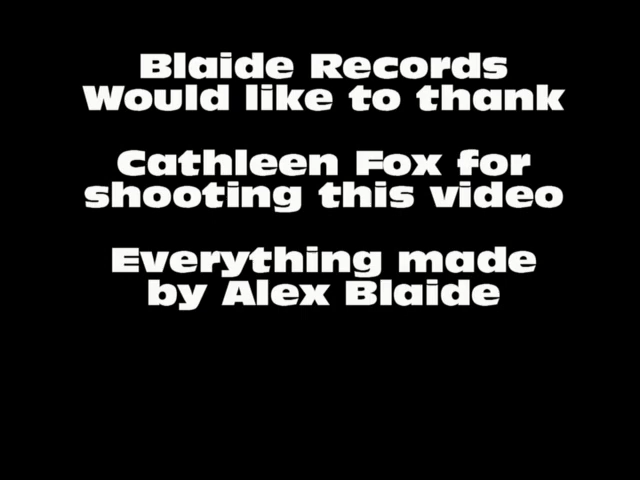 Blaide Records
Would like to thank
Cathleen Fox for
shooting this video
Everything made
by Alex Blaide